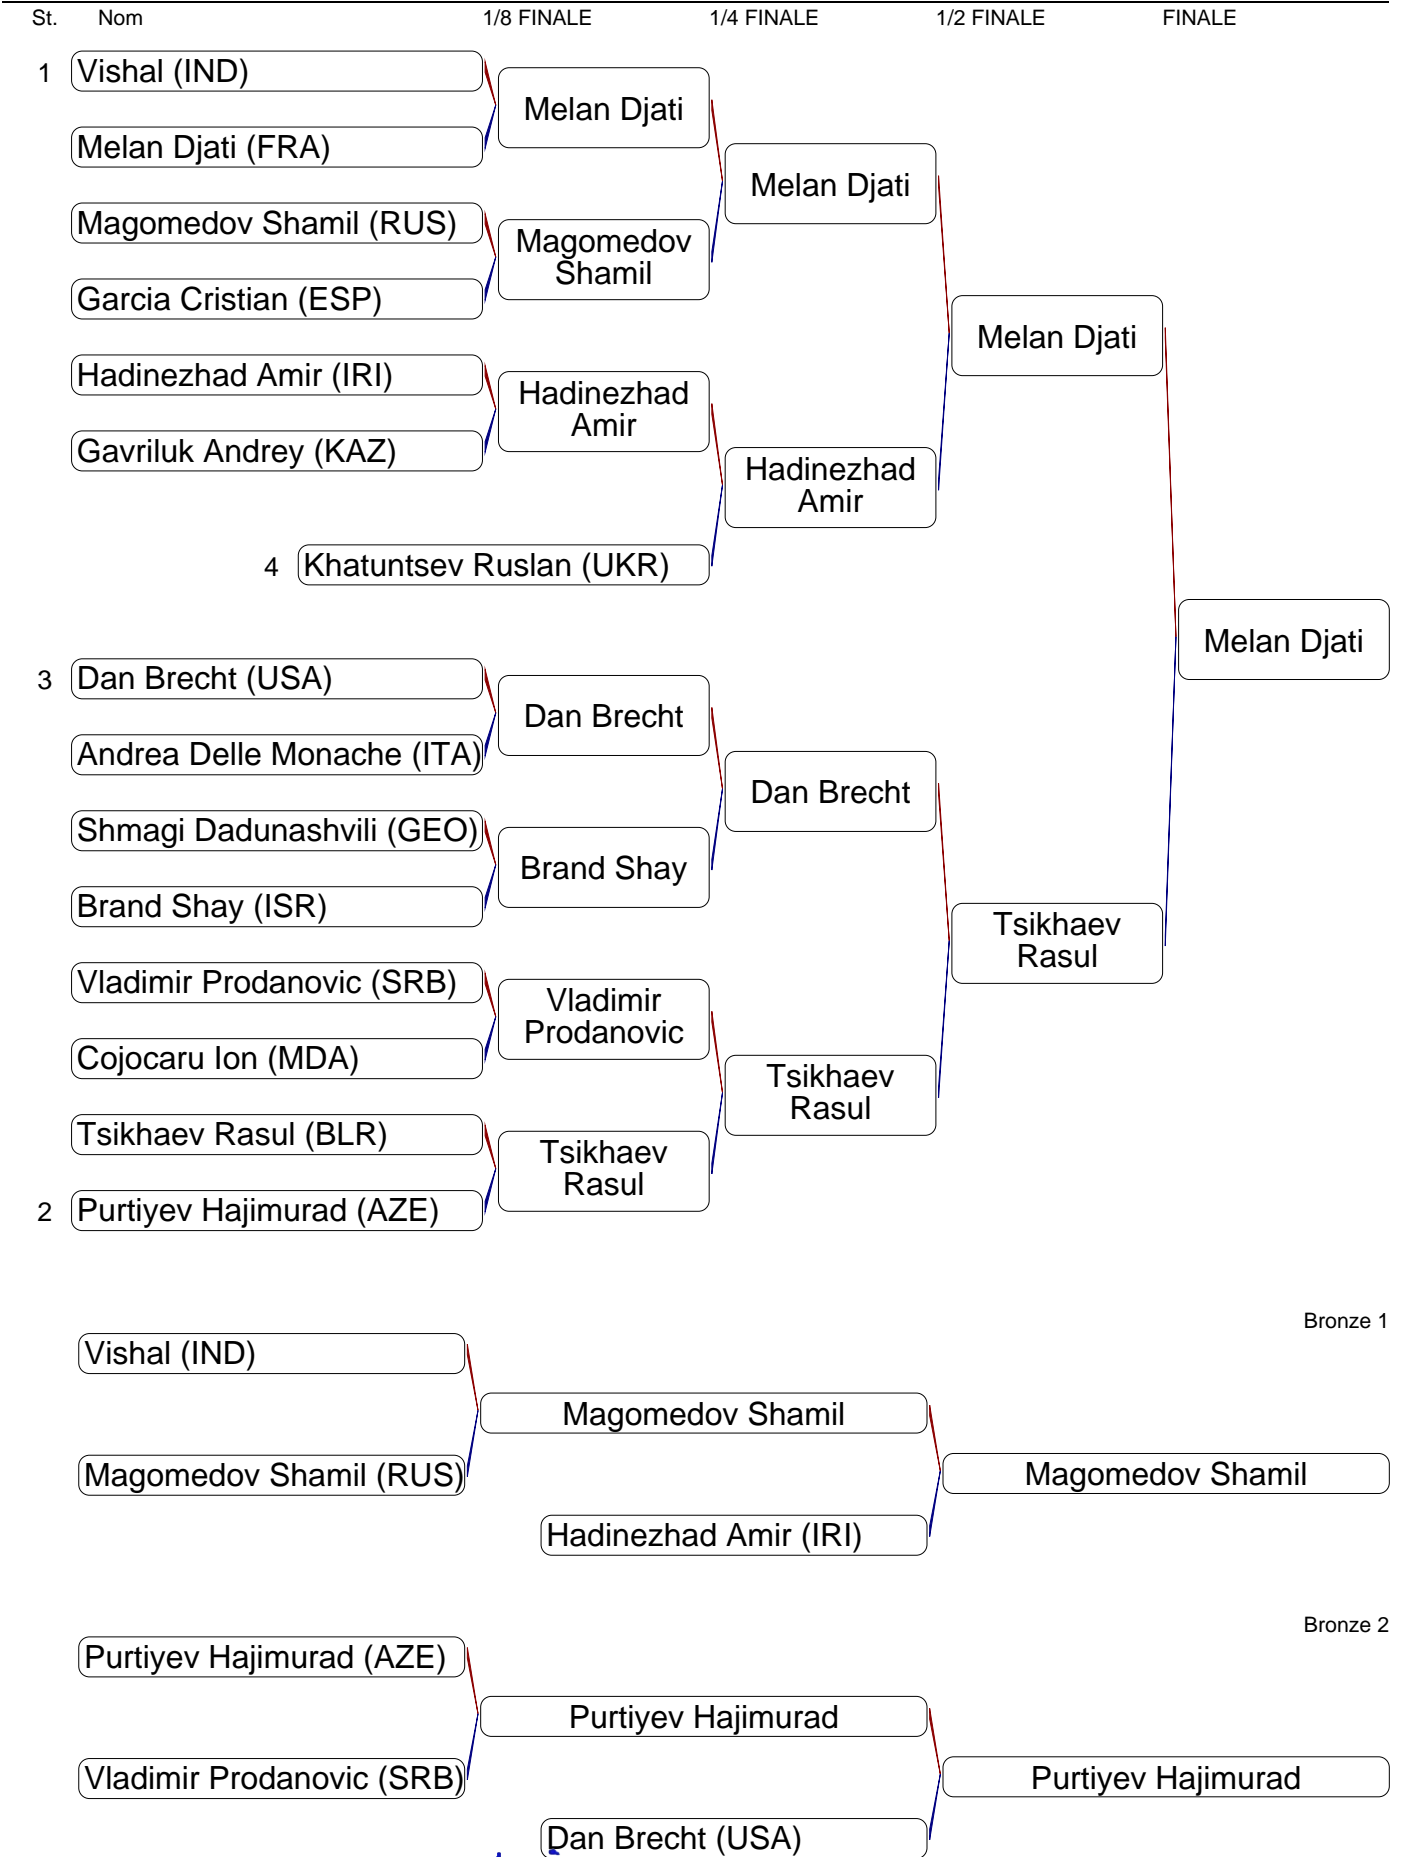 St. Nom 1/8 FINALE 1/4 FINALE 1/2 FINALE FINALE
1 Vishal (IND)
Melan Djati
Melan Djati (FRA)
Melan Djati
Magomedov Shamil (RUS)
Magomedov
Shamil
Garcia Cristian (ESP)
Melan Djati
Hadinezhad Amir (IRI)
Hadinezhad
Amir
Gavriluk Andrey (KAZ)
Hadinezhad
Amir
4 Khatuntsev Ruslan (UKR)
Melan Djati
3 Dan Brecht (USA)
Dan Brecht
Andrea Delle Monache (ITA)
Dan Brecht
Shmagi Dadunashvili (GEO)
Brand Shay
Brand Shay (ISR)
Tsikhaev
Rasul
Vladimir Prodanovic (SRB)
Vladimir
Prodanovic
Cojocaru Ion (MDA)
Tsikhaev
Rasul
Tsikhaev Rasul (BLR)
Tsikhaev
Rasul
2 Purtiyev Hajimurad (AZE)
Bronze 1
Vishal (IND)
Magomedov Shamil
Magomedov Shamil (RUS)
Magomedov Shamil
Hadinezhad Amir (IRI)
Bronze 2
Purtiyev Hajimurad (AZE)
Purtiyev Hajimurad
Vladimir Prodanovic (SRB)
Purtiyev Hajimurad
Dan Brecht (USA)